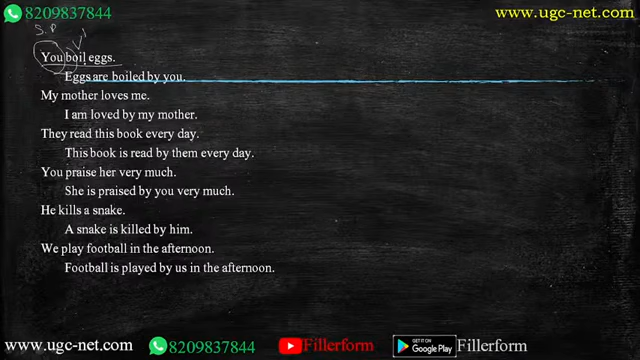 8209837844 www.ugc-net.com
S.P V1
You boil eggs.
Eggs are boiled by you.
My mother loves me.
I am loved by my mother.
They read this book every day.
This book is read by them every day.
You praise her very much.
She is praised by you very much.
He kills a snake.
A snake is killed by him.
We play football in the afternoon.
Football is played by us in the afternoon.
www.ugc-net.com 8209837844 Fillerform GET IT ON Google Play Fillerform